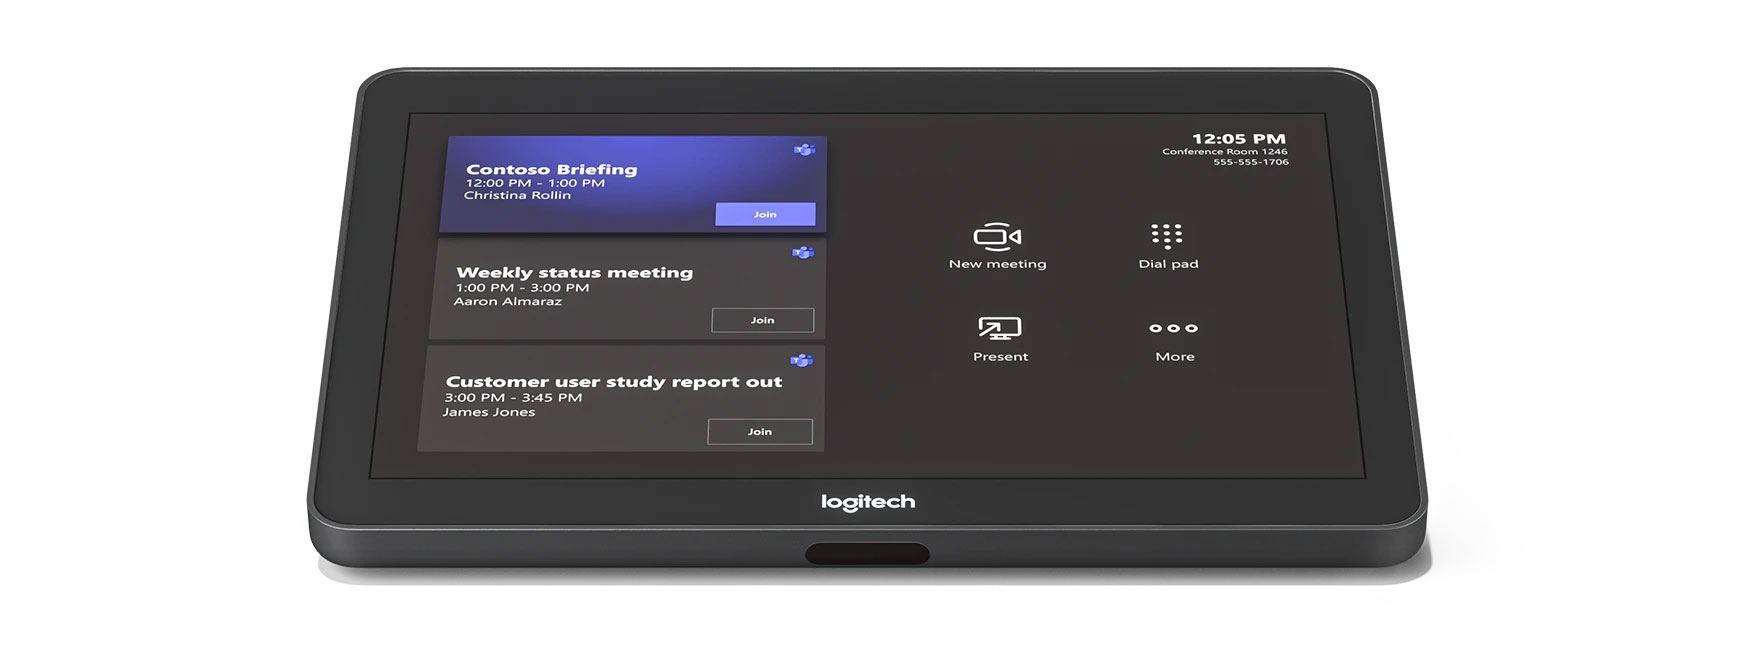 Contoso Briefing
12:00 PM - 1:00 PM
Christina Rollin
Join
Weekly status meeting
1:00 PM - 3:00 PM
Aaron Almaraz
Join
Customer user study report out
3:00 PM - 3:45 PM
James Jones
Join
12:05 PM
Conference Room 1246
555-555-1706
New meeting
Dial pad
Present
More
logitech